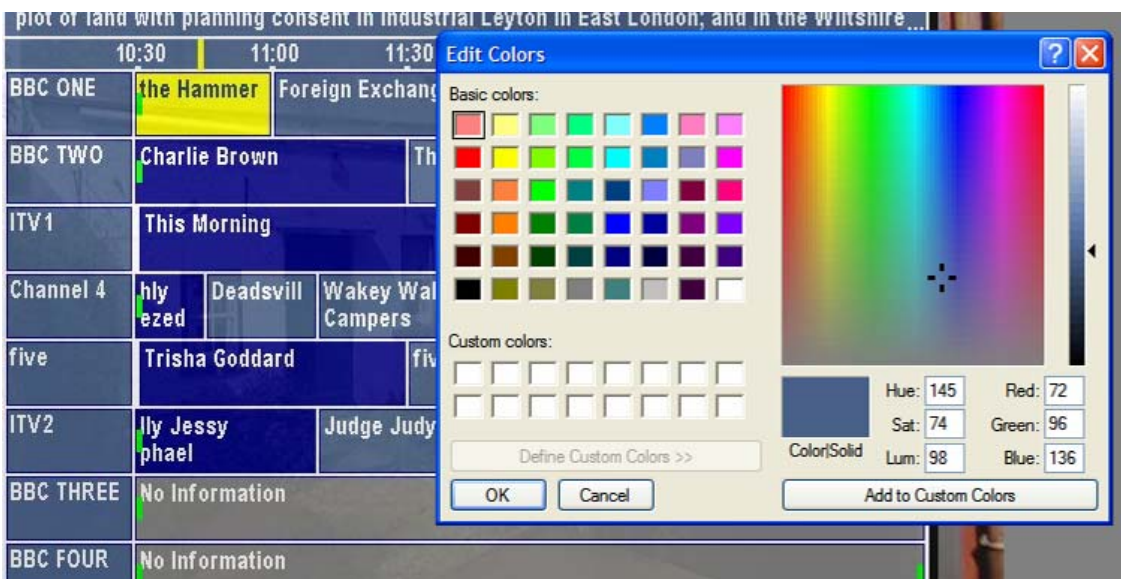 plot of land with planning consent in industrial Leyton in East London; and in the Wiltshire...
10:30 11:00 11:30
BBC ONE the Hammer Foreign Exchang
BBC TWO Charlie Brown Th
ITV1 This Morning
Channel 4 hly Deadsvill Wakey Wal
ezed Campers
five Trisha Goddard fiv
ITV2 lly Jessy Judge Judy
phael
BBC THREE No Information
BBC FOUR No Information
Edit Colors
Basic colors:
Custom colors:
Define Custom Colors >>
OK Cancel
Color|Solid
Hue: 145 Red: 72
Sat: 74 Green: 96
Lum: 98 Blue: 136
Add to Custom Colors